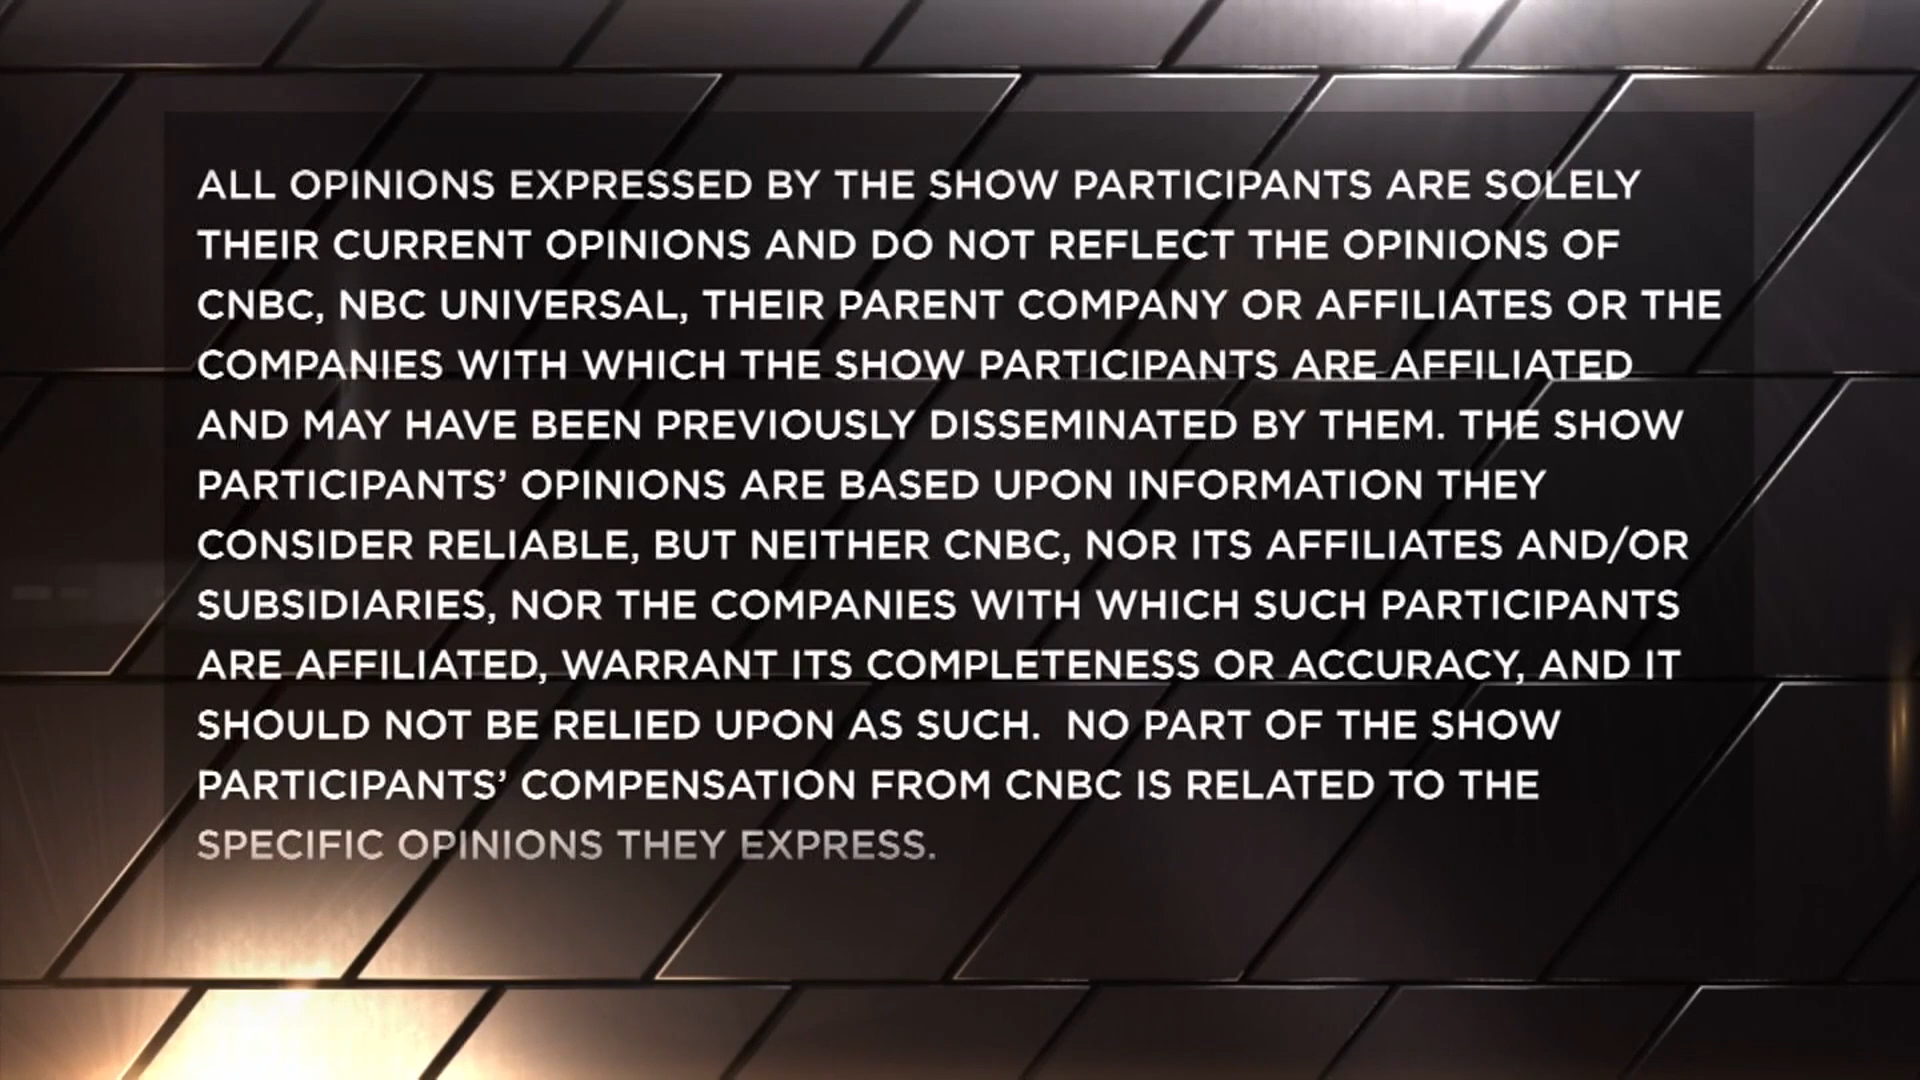 ALL OPINIONS EXPRESSED BY THE SHOW PARTICIPANTS ARE SOLELY
THEIR CURRENT OPINIONS AND DO NOT REFLECT THE OPINIONS OF
CNBC, NBC UNIVERSAL, THEIR PARENT COMPANY OR AFFILIATES OR THE
COMPANIES WITH WHICH THE SHOW PARTICIPANTS ARE AFFILIATED
AND MAY HAVE BEEN PREVIOUSLY DISSEMINATED BY THEM. THE SHOW
PARTICIPANTS’ OPINIONS ARE BASED UPON INFORMATION THEY
CONSIDER RELIABLE, BUT NEITHER CNBC, NOR ITS AFFILIATES AND/OR
SUBSIDIARIES, NOR THE COMPANIES WITH WHICH SUCH PARTICIPANTS
ARE AFFILIATED, WARRANT ITS COMPLETENESS OR ACCURACY, AND IT
SHOULD NOT BE RELIED UPON AS SUCH.  NO PART OF THE SHOW
PARTICIPANTS’ COMPENSATION FROM CNBC IS RELATED TO THE
SPECIFIC OPINIONS THEY EXPRESS.